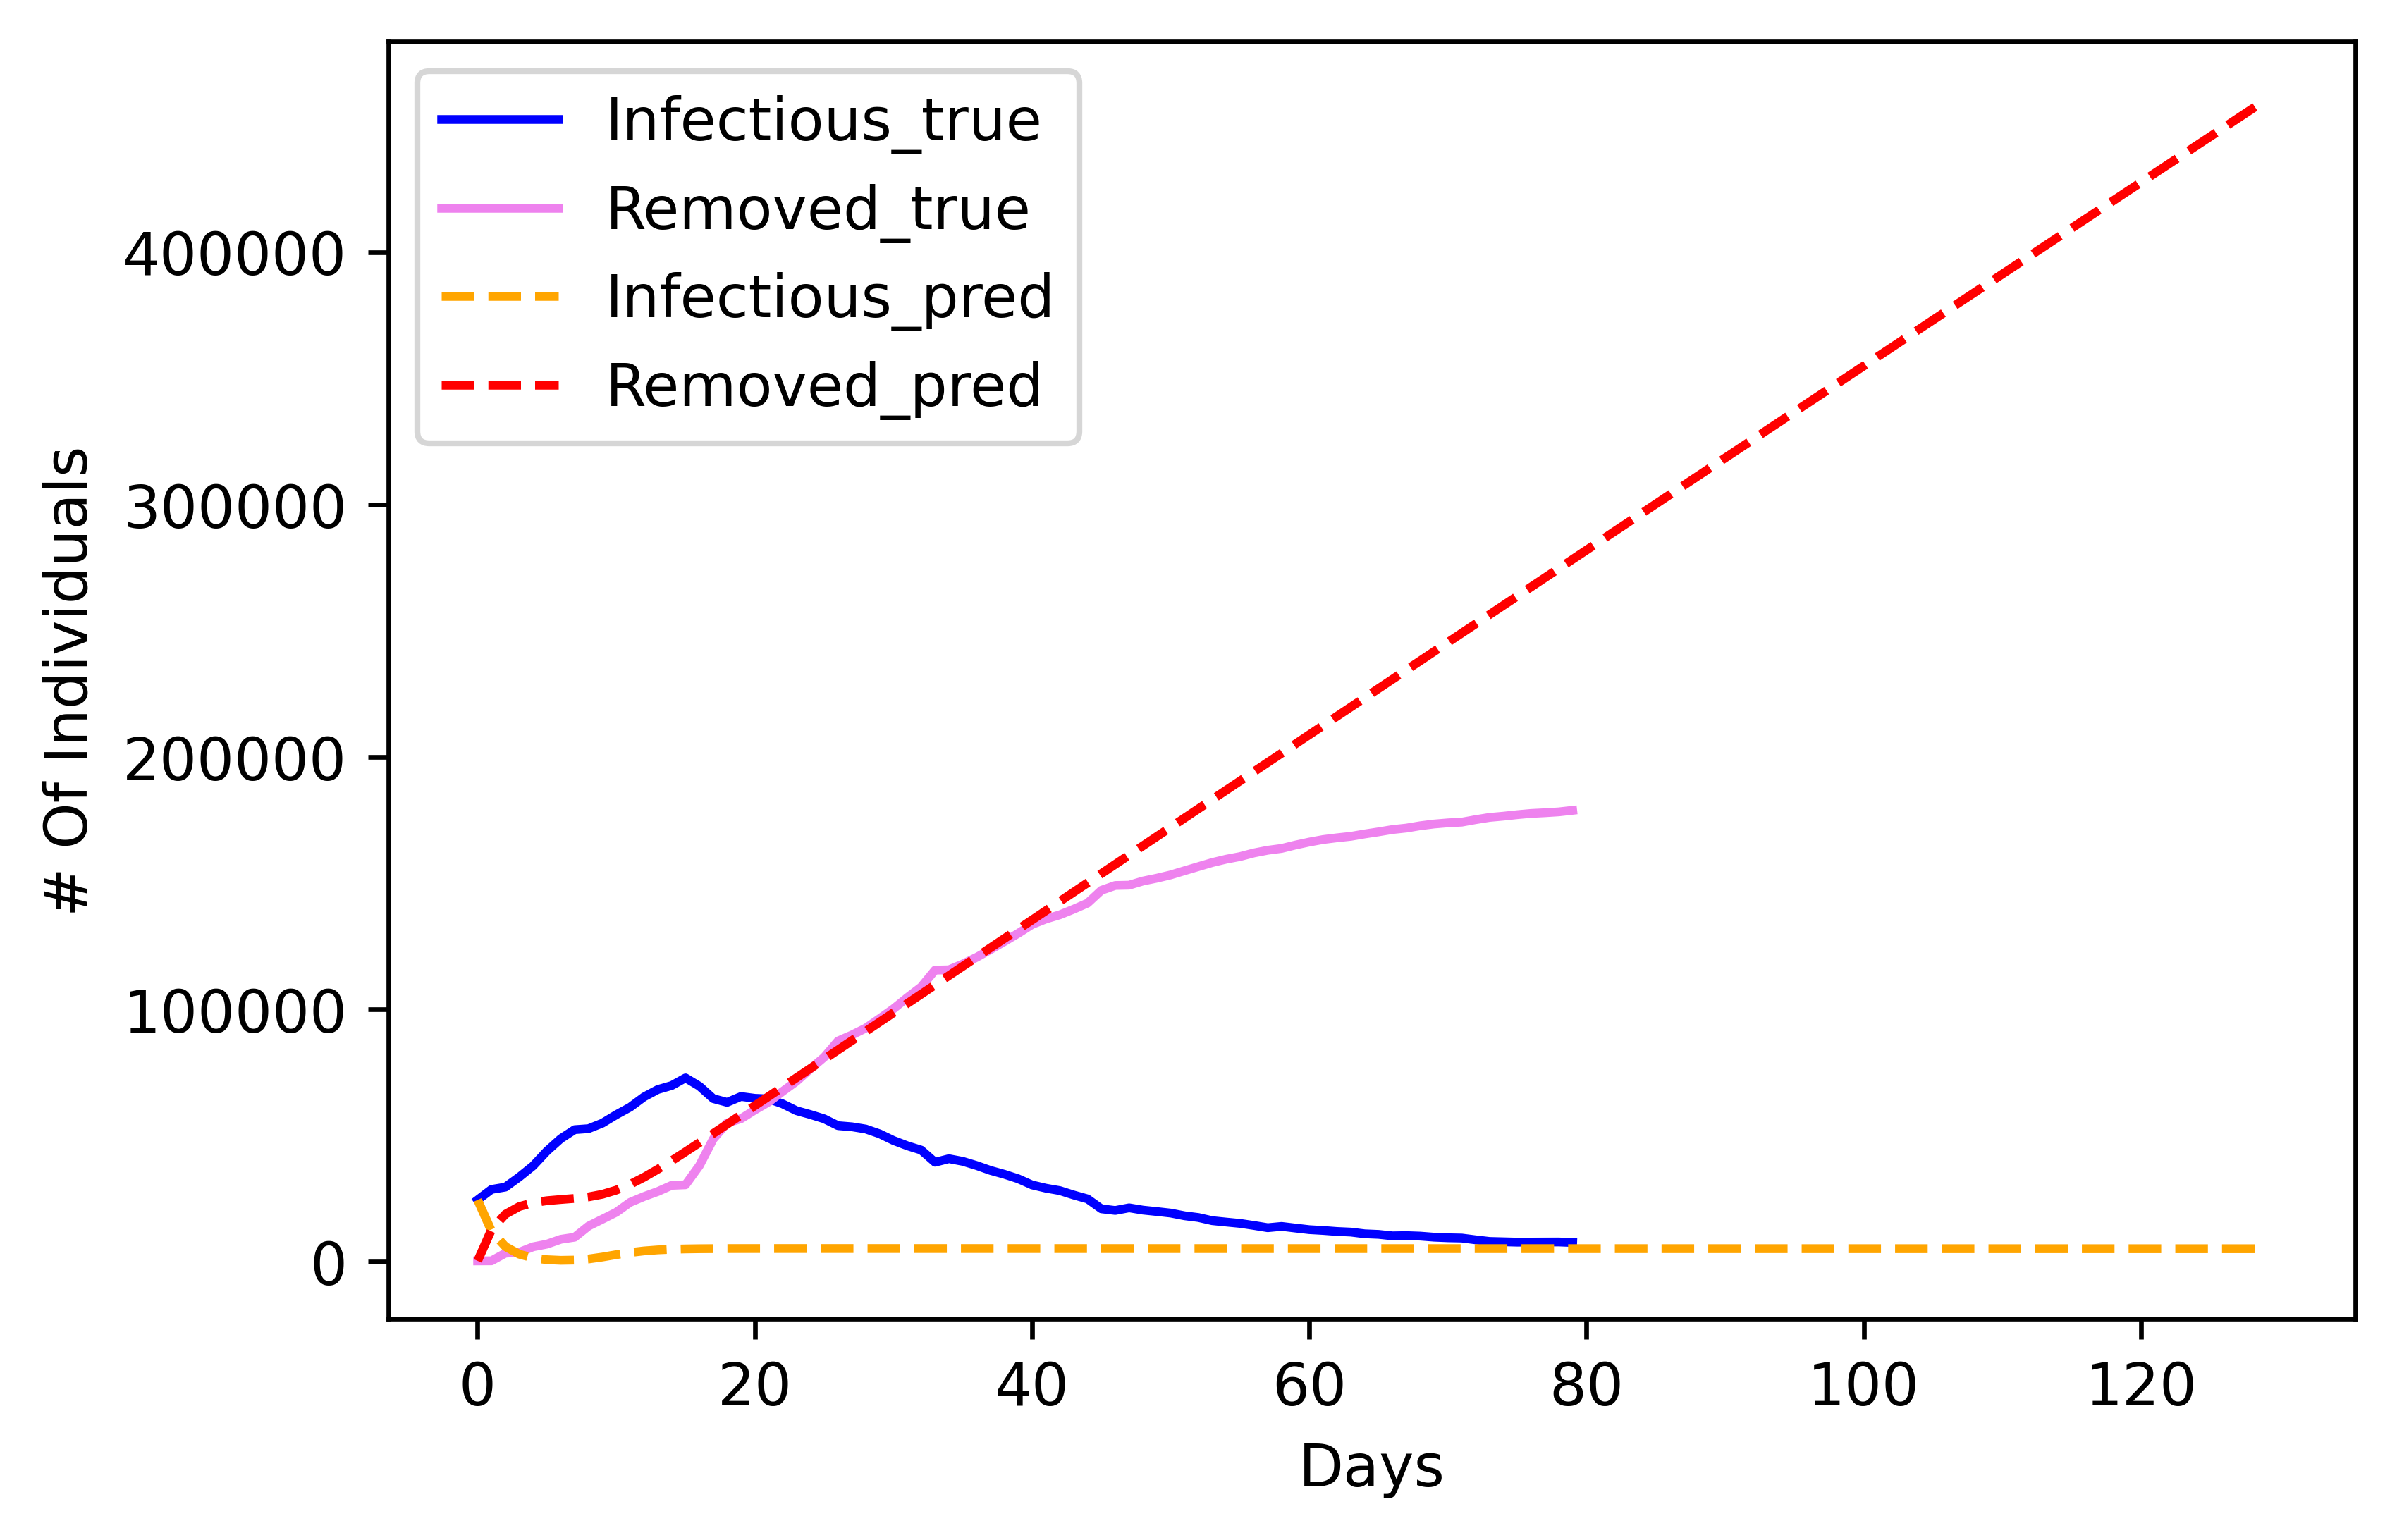 Infectious_true
Removed_true
Infectious_pred
Removed_pred
400000
300000
200000
100000
0
# Of Individuals
0 20 40 60 80 100 120
Days